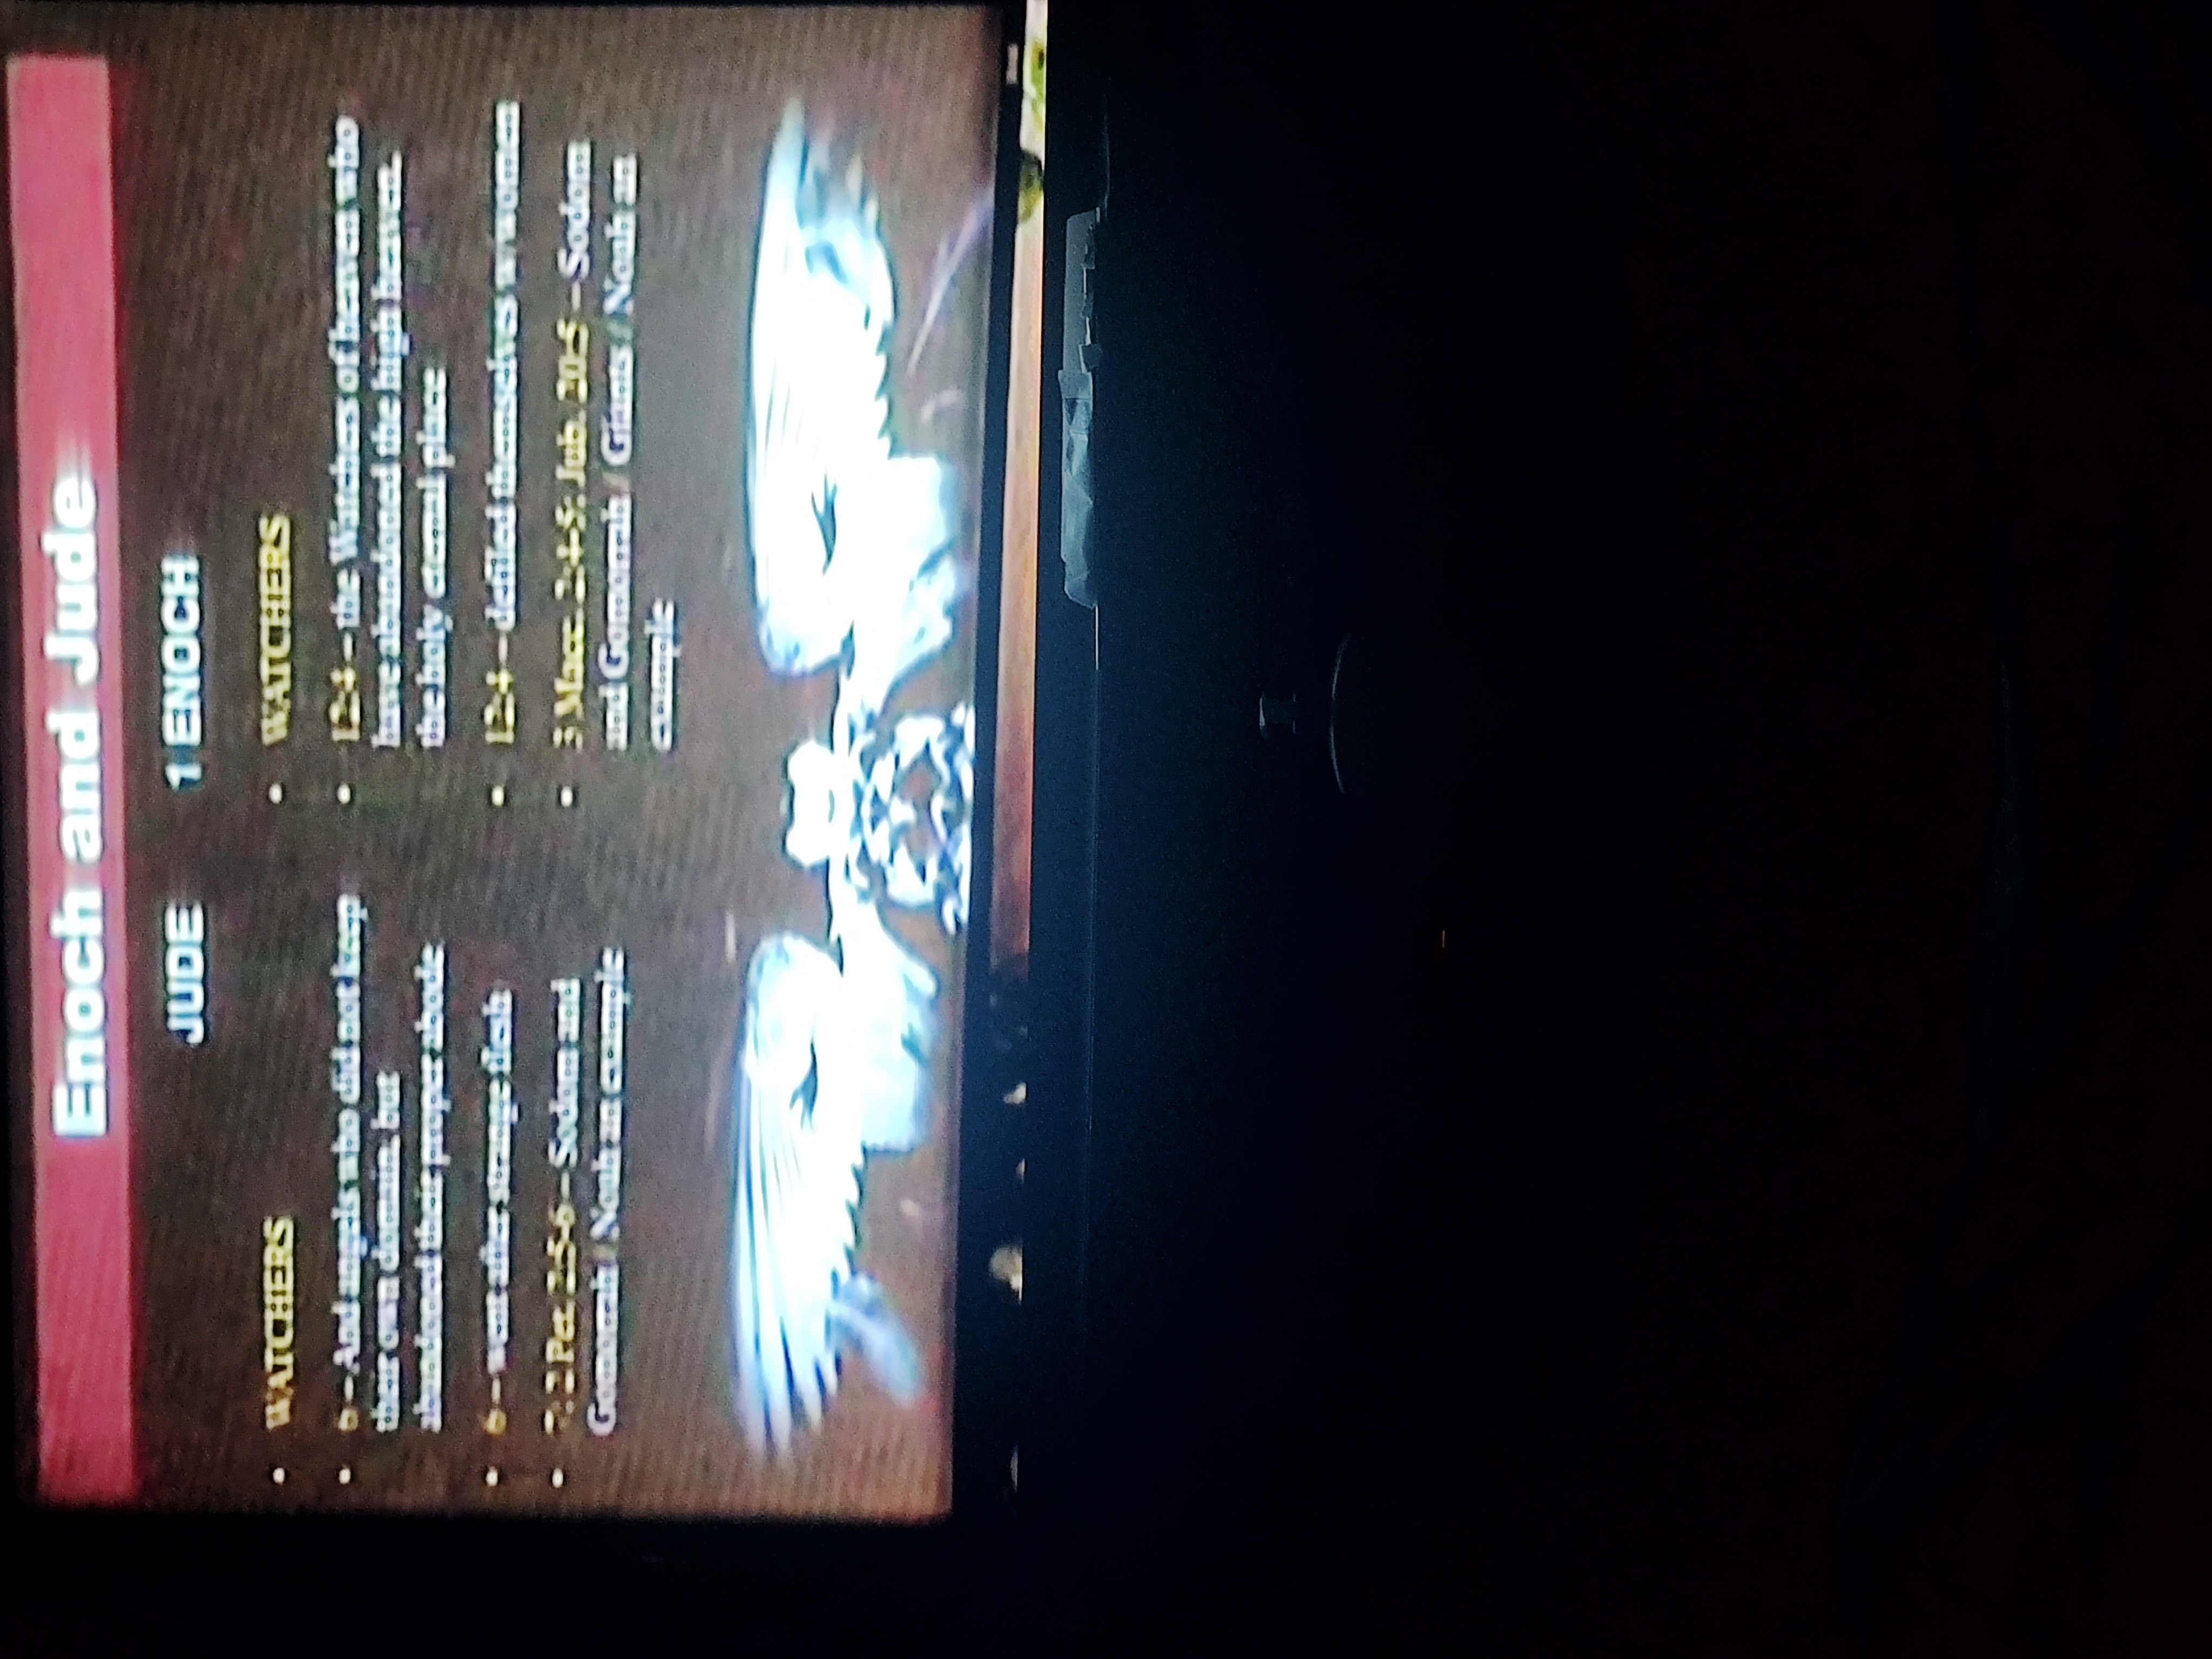 Enoch and Jude
JUDE
• WATCHERS
• 6 – And angels who did not keep
their own domain, but
abandoned their proper abode
• 6 – went after strange flesh
• 7; 2 Pet. 2:5-6 – Sodom and
Gomorrah / Noah an example
1 ENOCH
• WATCHERS
• 12:4 – the Watchers of heaven who
have abandoned the high heaven,
the holy eternal place
• 12:4 – defiled themselves w/women
• 3 Macc. 2:4-5; Jub. 20:5 – Sodom
and Gomorrah / Giants / Noah an
example